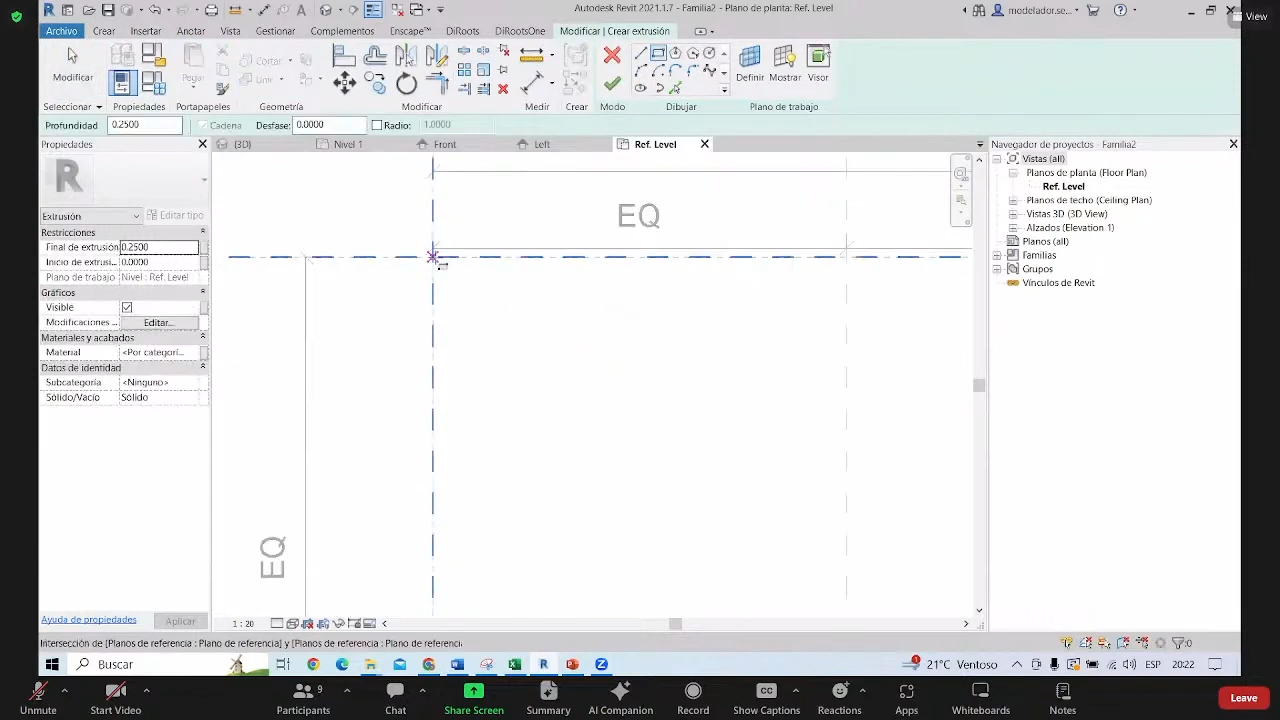 Autodesk Revit 2021.1.7 - Plano de planta: Ref. Level
modelador.se...
View
Archivo Crear Insertar Anotar Vista Gestionar Complementos Enscape™ DiRoots DiRootsOne Modificar | Crear extrusión
Modificar
Pegar
Cortar
Unir
Definir Mostrar Visor
Seleccionar Propiedades Portapapeles Geometría Modificar Medir Crear Modo Dibujar Plano de trabajo
Profundidad 0.2500 Cadena Desfase: 0.0000 Radio: 1.0000
Propiedades
(3D) Nivel 1 Front Left Ref. Level
Navegador de proyectos - Familia2
Vistas (all)
Planos de planta (Floor Plan)
Ref. Level
Planos de techo (Ceiling Plan)
Vistas 3D (3D View)
Alzados (Elevation 1)
Planos (all)
Familias
Grupos
Vínculos de Revit
R
Extrusión Editar tipo
Restricciones
Final de extrusión 0.2500
Inicio de extrus... 0.0000
Plano de trabajo Nivel : Ref. Level
Gráficos
Visible
Modificaciones ... Editar...
Materiales y acabados
Material <Por categorí...
Datos de identidad
Subcategoría <Ninguno>
Sólido/Vacío Sólido
EQ
EQ
Ayuda de propiedades Aplicar
1 : 20
Intersección de [Planos de referencia : Plano de referencia] y [Planos de referencia : Plano de referenci
:0
Buscar
21°C Ventoso
ESP
2022
Unmute Start Video Participants 9 Chat Share Screen Summary AI Companion Record Show Captions Reactions Apps Whiteboards Notes Leave